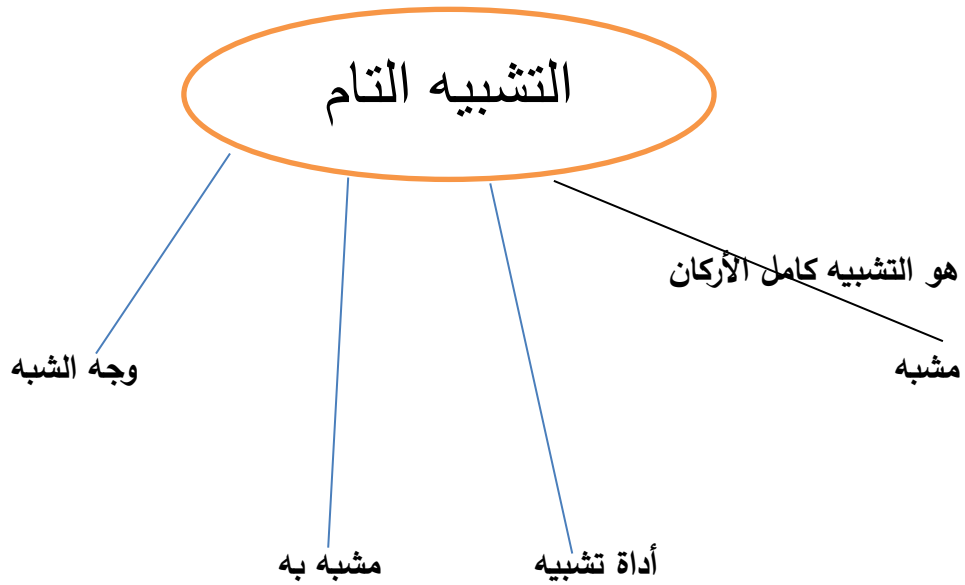 التشبيه التام
هو التشبيه كامل الأركان
مشبه
وجه الشبه
أداة تشبيه
مشبه به